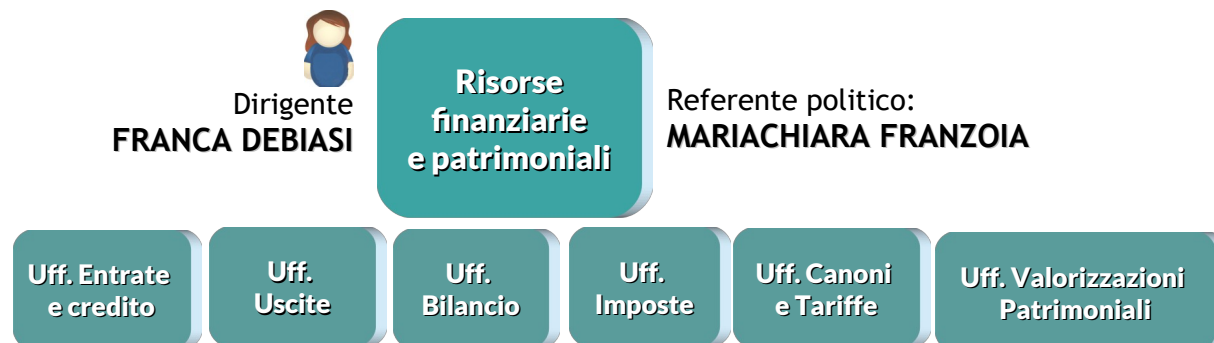 Dirigente
FRANCA DEBIASI
Risorse
finanziarie
e patrimoniali
Referente politico:
MARIACHIARA FRANZOIA
Uff. Entrate
e credito
Uff.
Uscite
Uff.
Bilancio
Uff.
Imposte
Uff. Canoni
e Tariffe
Uff. Valorizzazioni
Patrimoniali